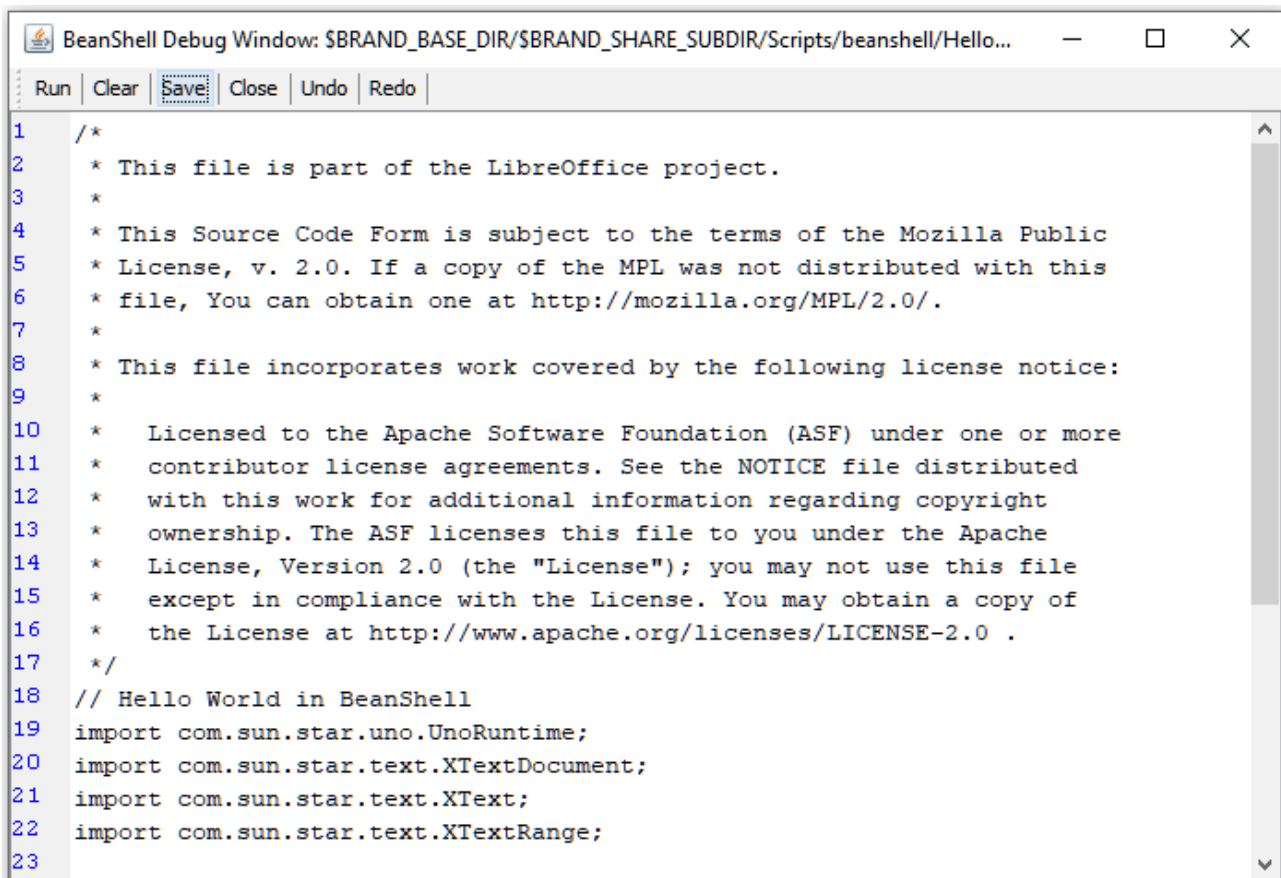 BeanShell Debug Window: $BRAND_BASE_DIR/$BRAND_SHARE_SUBDIR/Scripts/beanshell/Hello...
Run Clear Save Close Undo Redo
1 /*
2 * This file is part of the LibreOffice project.
3 *
4 * This Source Code Form is subject to the terms of the Mozilla Public
5 * License, v. 2.0. If a copy of the MPL was not distributed with this
6 * file, You can obtain one at http://mozilla.org/MPL/2.0/.
7 *
8 * This file incorporates work covered by the following license notice:
9 *
10 *   Licensed to the Apache Software Foundation (ASF) under one or more
11 *   contributor license agreements. See the NOTICE file distributed
12 *   with this work for additional information regarding copyright
13 *   ownership. The ASF licenses this file to you under the Apache
14 *   License, Version 2.0 (the "License"); you may not use this file
15 *   except in compliance with the License. You may obtain a copy of
16 *   the License at http://www.apache.org/licenses/LICENSE-2.0 .
17 */
18 // Hello World in BeanShell
19 import com.sun.star.uno.UnoRuntime;
20 import com.sun.star.text.XTextDocument;
21 import com.sun.star.text.XText;
22 import com.sun.star.text.XTextRange;
23